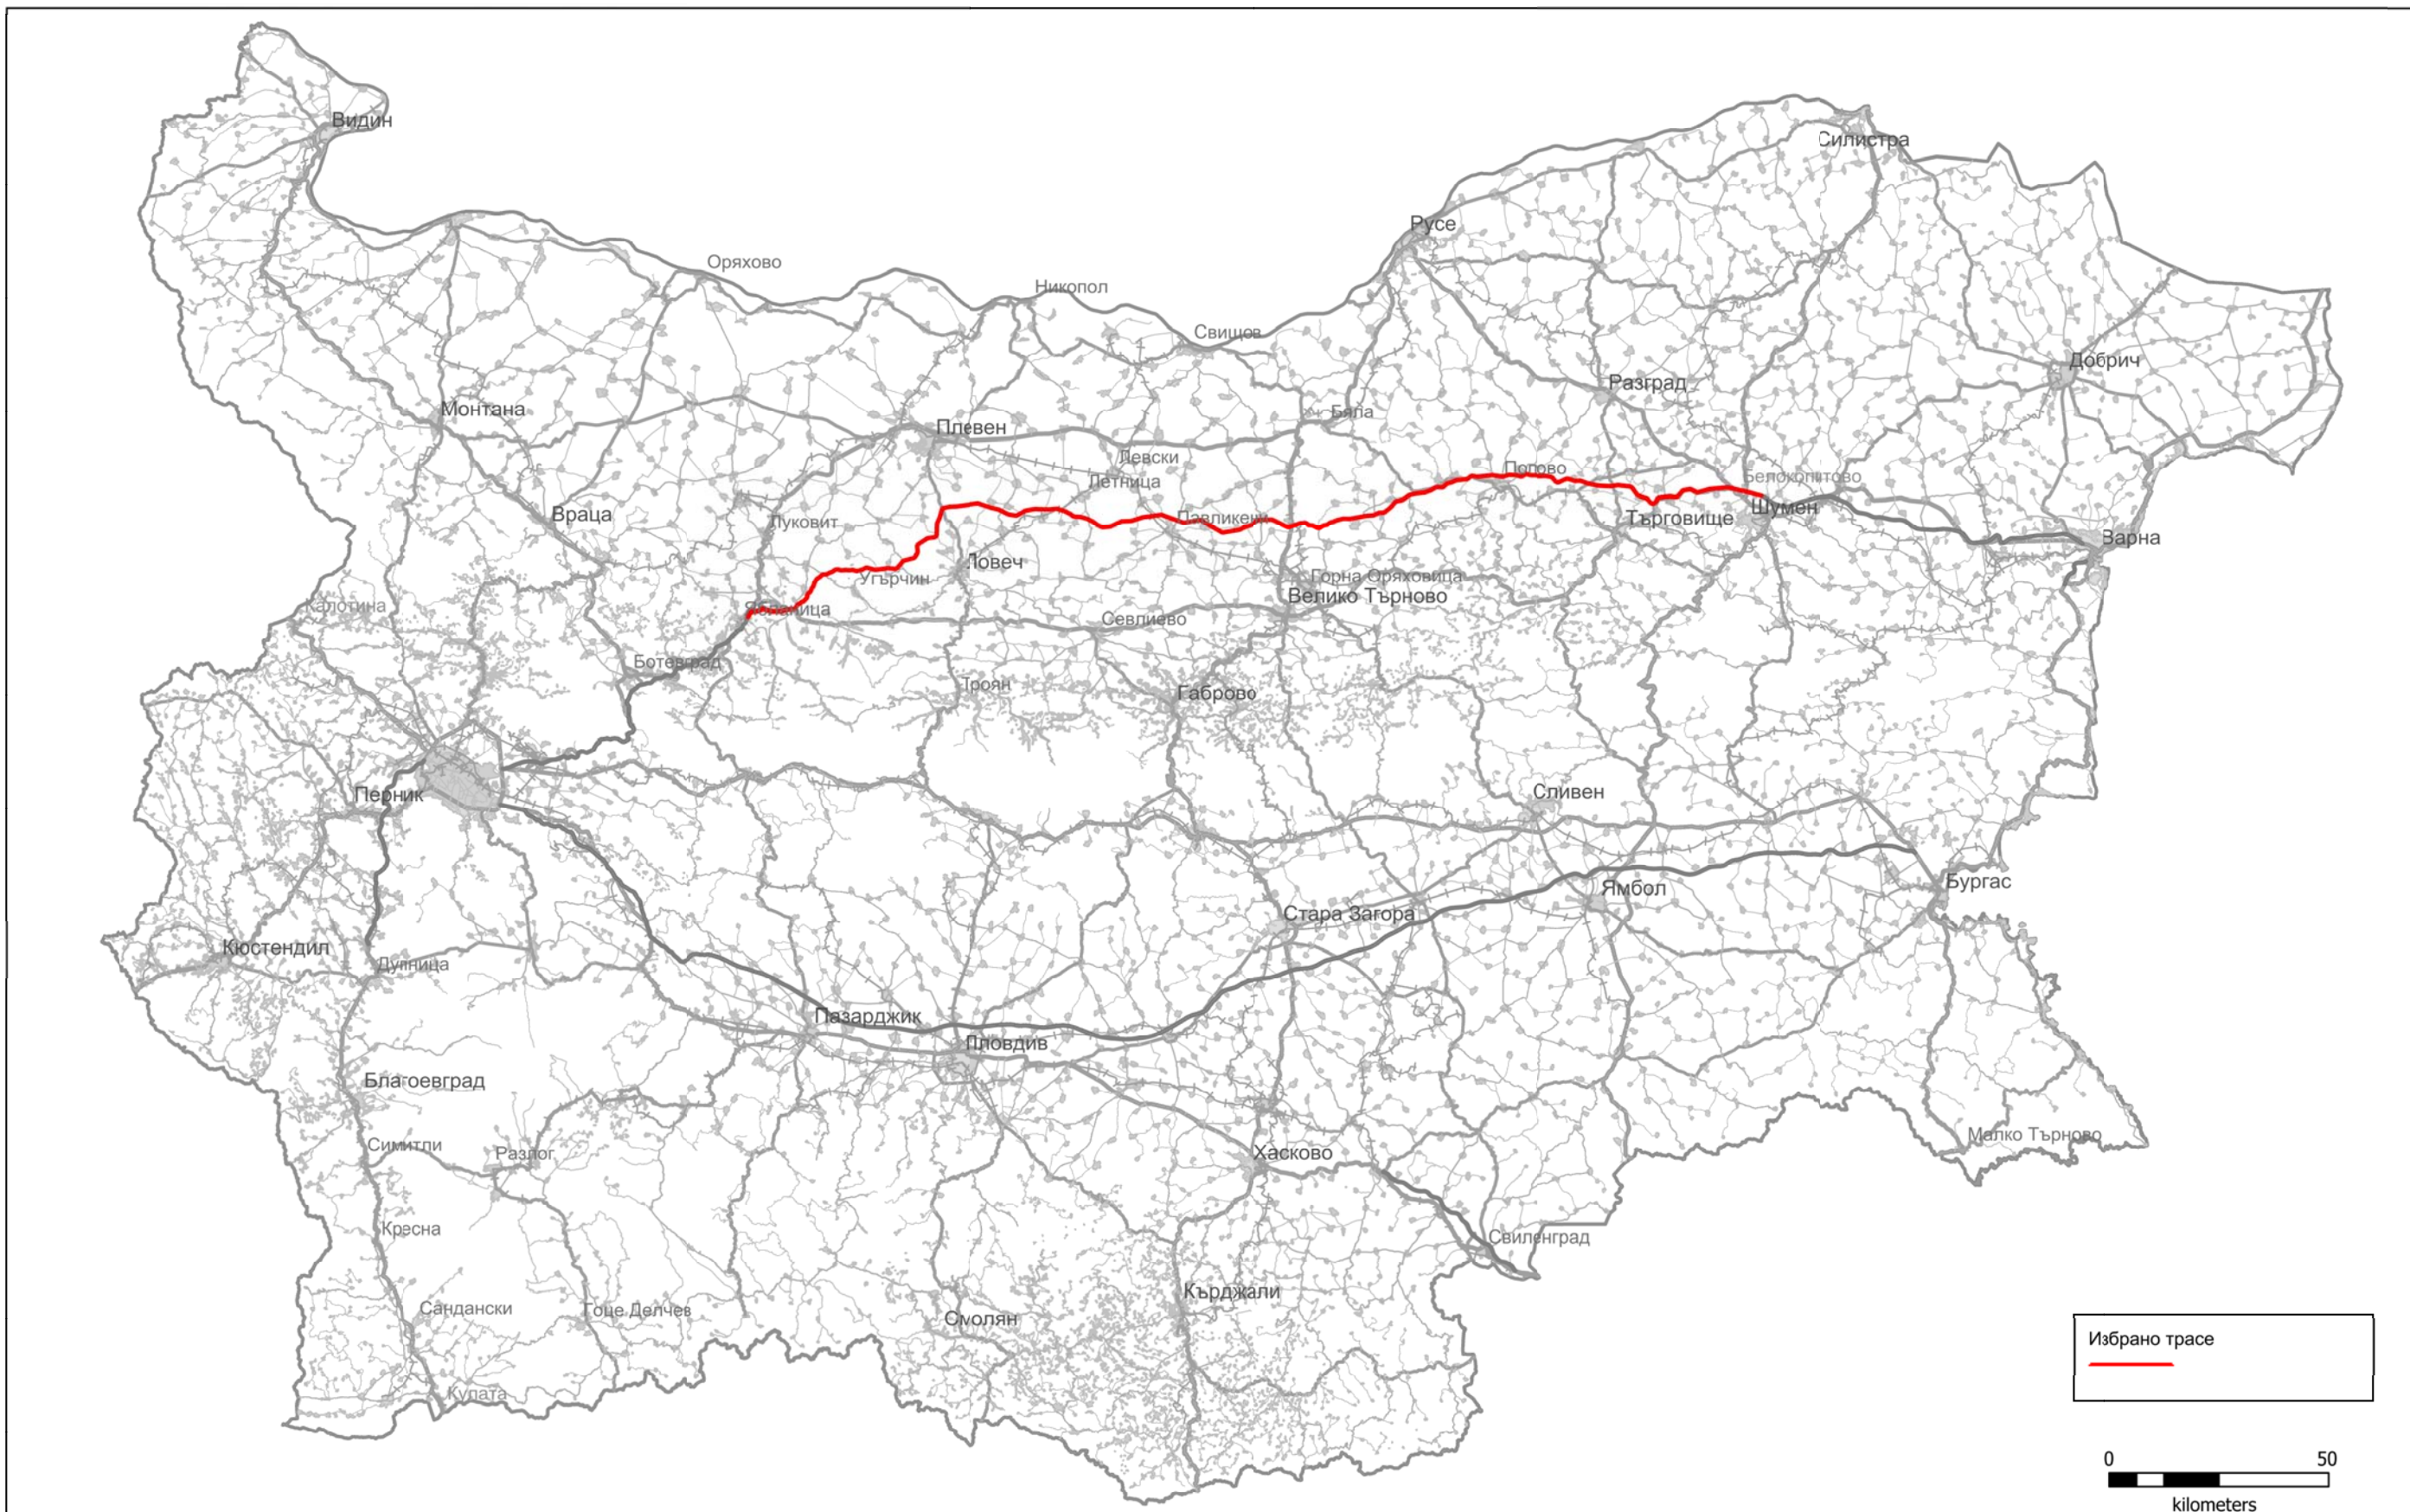 Видин
Силистра
Русе
Оряхово
Никопол
Свищов
Добрич
Разград
Монтана
Бяла
Плевен
Левски
Попово
Летница
Белокопитово
Враца
Луковит
Павликени
Търговище
Шумен
Варна
Ловеч
Угърчин
Горна Оряховица
Велико Търново
Калотина
Ябланица
Севлиево
Ботевград
Троян
Габрово
Перник
Сливен
Ямбол
Бургас
Стара Загора
Кюстендил
Дупница
Пазарджик
Пловдив
Благоевград
Симитли
Разлог
Хасково
Малко Търново
Кресна
Свиленград
Кърджали
Сандански
Гоце Делчев
Смолян
Кулата
Избрано трасе
0 50
kilometers